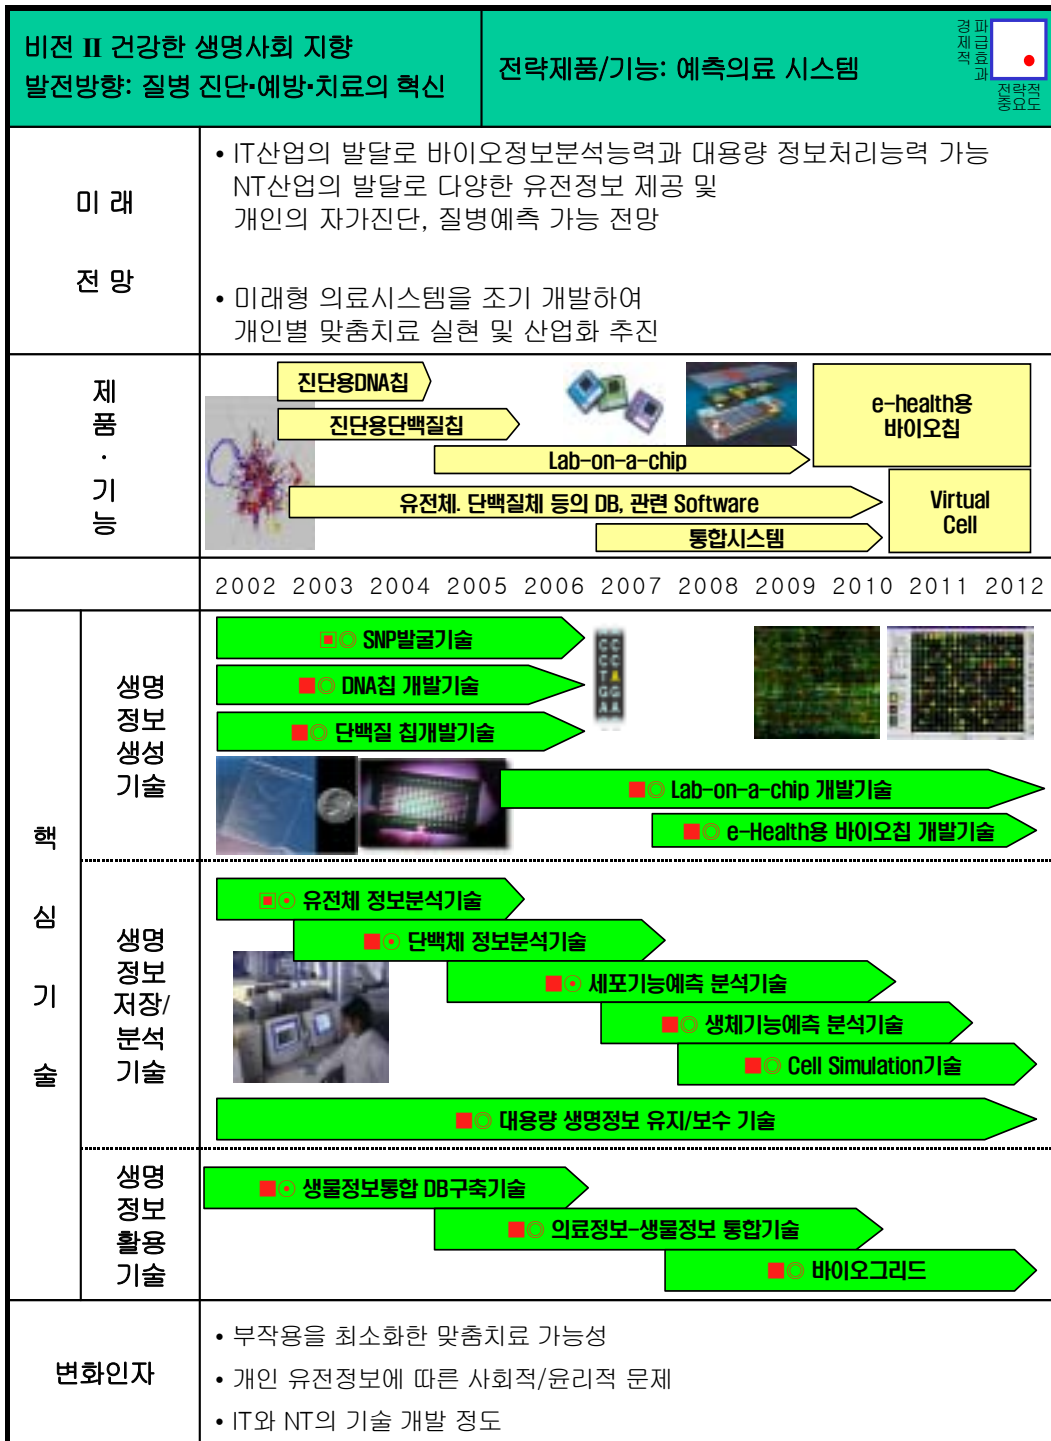 비전 II 건강한 생명사회 지향
발전방향: 질병 진단·예방·치료의 혁신
전략제품/기능: 예측의료 시스템
경제적
파급효과
전략적
중요도
미 래
전 망
• IT산업의 발달로 바이오정보분석능력과 대용량 정보처리능력 가능
NT산업의 발달로 다양한 유전정보 제공 및
개인의 자가진단, 질병예측 가능 전망
• 미래형 의료시스템을 조기 개발하여
개인별 맞춤치료 실현 및 산업화 추진
제
품
·
기
능
진단용DNA칩
진단용단백질칩
Lab-on-a-chip
유전체. 단백질체 등의 DB, 관련 Software
통합시스템
e-health용
바이오칩
Virtual
Cell
2002 2003 2004 2005 2006 2007 2008 2009 2010 2011 2012
핵
심
기
술
생명
정보
생성
기술
▣◎ SNP발굴기술
■◎ DNA칩 개발기술
■◎ 단백질 칩개발기술
C C
C C
T A
G G
A A
■◎ Lab-on-a-chip 개발기술
■◎ e-Health용 바이오칩 개발기술
생명
정보
저장/
분석
기술
▣⊙ 유전체 정보분석기술
■⊙ 단백체 정보분석기술
■⊙ 세포기능예측 분석기술
■◎ 생체기능예측 분석기술
■◎ Cell Simulation기술
■◎ 대용량 생명정보 유지/보수 기술
생명
정보
활용
기술
■⊙ 생물정보통합 DB구축기술
■◎ 의료정보-생물정보 통합기술
■◎ 바이오그리드
변화인자
• 부작용을 최소화한 맞춤치료 가능성
• 개인 유전정보에 따른 사회적/윤리적 문제
• IT와 NT의 기술 개발 정도